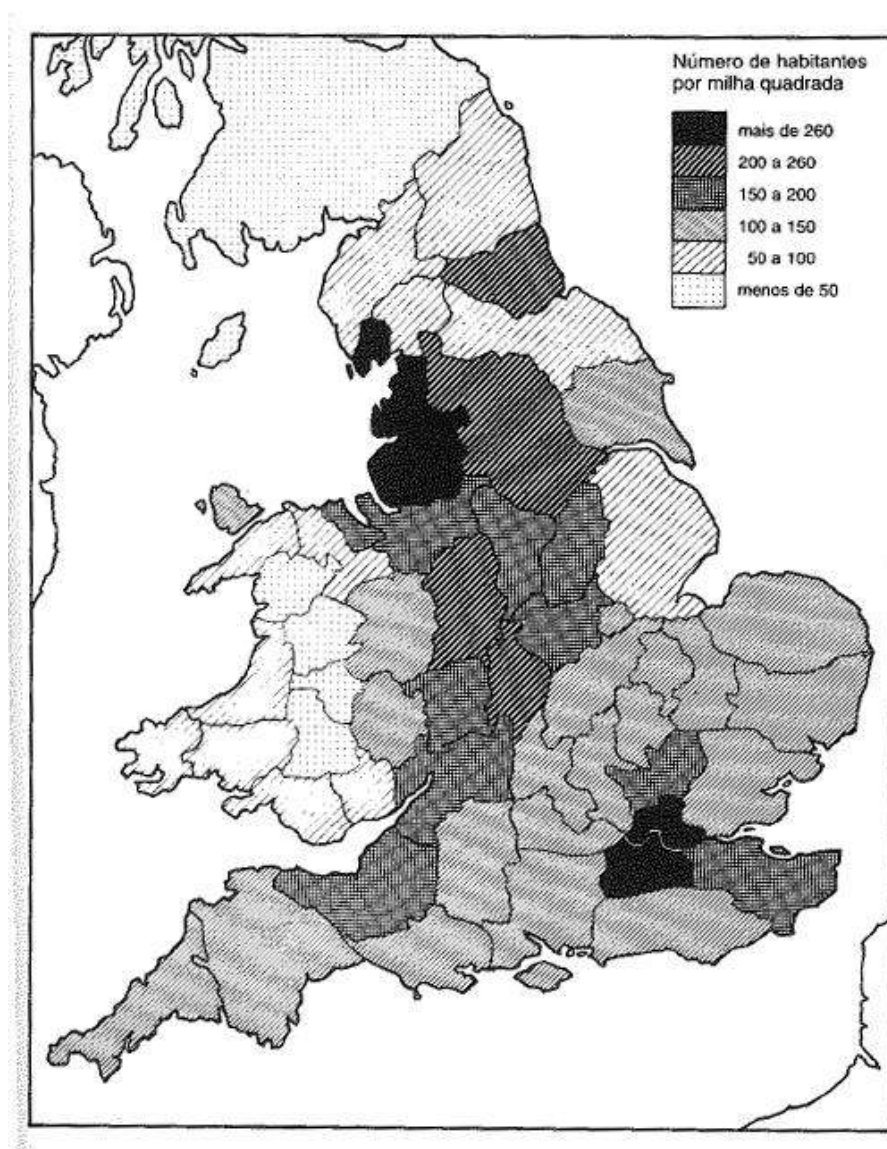 Número de habitantes
por milha quadrada
mais de 260
200 a 260
150 a 200
100 a 150
50 a 100
menos de 50